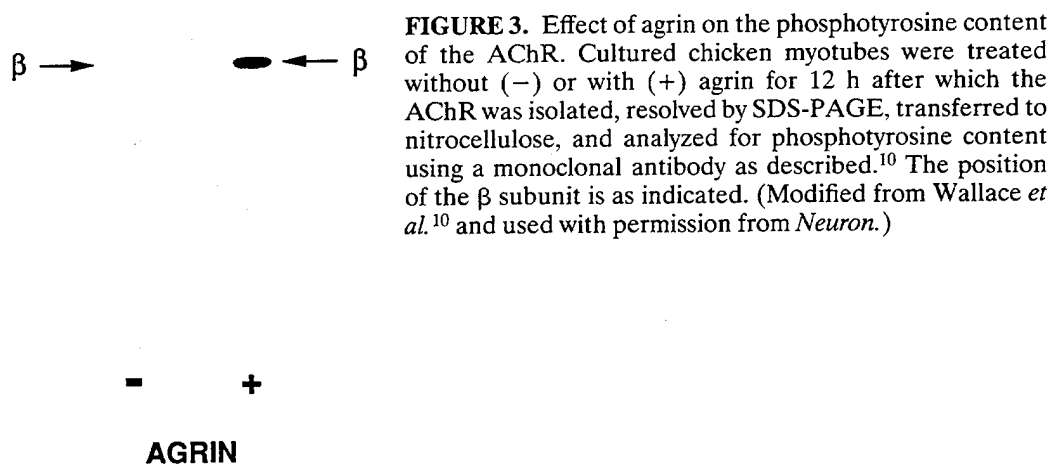 FIGURE 3. Effect of agrin on the phosphotyrosine content
of the AChR. Cultured chicken myotubes were treated
without (−) or with (+) agrin for 12 h after which the
AChR was isolated, resolved by SDS-PAGE, transferred to
nitrocellulose, and analyzed for phosphotyrosine content
using a monoclonal antibody as described.¹⁰ The position
of the β subunit is as indicated. (Modified from Wallace et
al.¹⁰ and used with permission from Neuron.)
β → ← β
- +
AGRIN